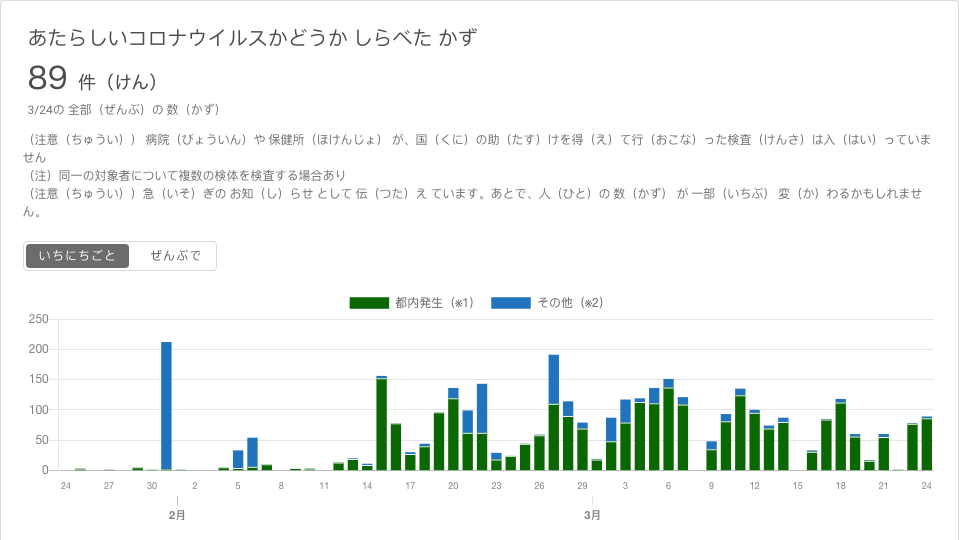 あたらしいコロナウイルスかどうか しらべた かず
89 件（けん）
3/24の 全部（ぜんぶ）の 数（かず）
（注意（ちゅうい）） 病院（びょういん）や 保健所（ほけんじょ） が、国（くに）の助（たす）けを得（え）て行（おこな）った検査（けんさ）は入（はい）っていま
せん
（注）同一の対象者について複数の検体を検査する場合あり
（注意（ちゅうい））急（いそ）ぎの お知（し）らせ として 伝（つた）え ています。あとで、人（ひと）の 数（かず） が 一部（いちぶ） 変（か）わるかもしれませ
ん。
いちにちごと ぜんぶで
都内発生（※1） その他（※2）
250
200
150
100
50
0
24 27 30 2 5 8 11 14 17 20 23 26 29 3 6 9 12 15 18 21 24
2月 3月